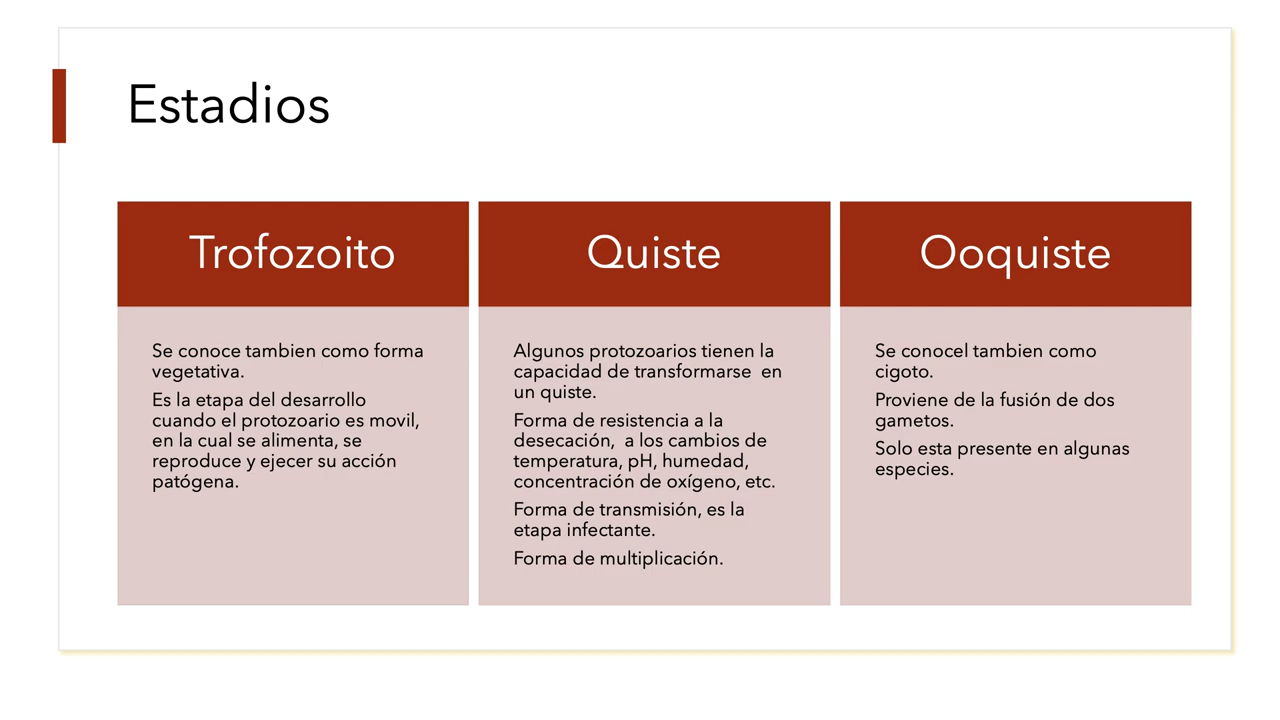 Estadios
Trofozoito
Se conoce tambien como forma
vegetativa.
Es la etapa del desarrollo
cuando el protozoario es movil,
en la cual se alimenta, se
reproduce y ejecer su acción
patógena.
Quiste
Algunos protozoarios tienen la
capacidad de transformarse  en
un quiste.
Forma de resistencia a la
desecación,  a los cambios de
temperatura, pH, humedad,
concentración de oxígeno, etc.
Forma de transmisión, es la
etapa infectante.
Forma de multiplicación.
Ooquiste
Se conocel tambien como
cigoto.
Proviene de la fusión de dos
gametos.
Solo esta presente en algunas
especies.